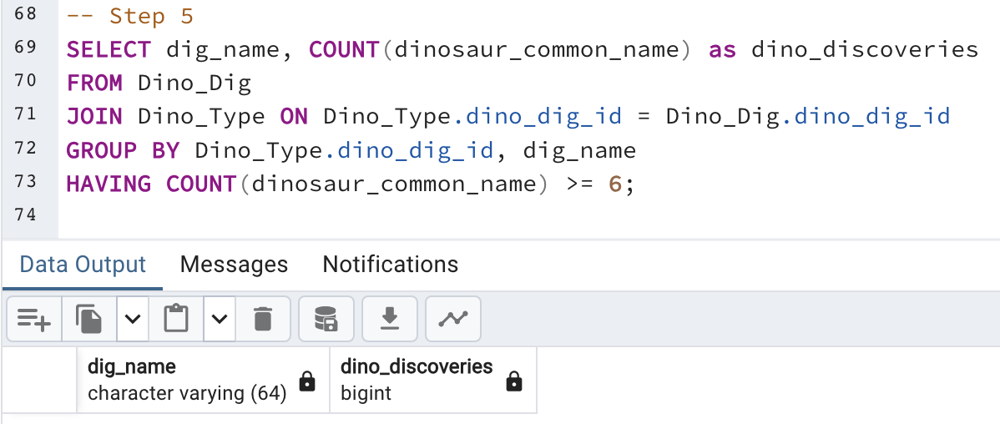 68 -- Step 5
69 SELECT dig_name, COUNT(dinosaur_common_name) as dino_discoveries
70 FROM Dino_Dig
71 JOIN Dino_Type ON Dino_Type.dino_dig_id = Dino_Dig.dino_dig_id
72 GROUP BY Dino_Type.dino_dig_id, dig_name
73 HAVING COUNT(dinosaur_common_name) >= 6;
74
Data Output Messages Notifications
dig_name dino_discoveries
character varying (64) bigint